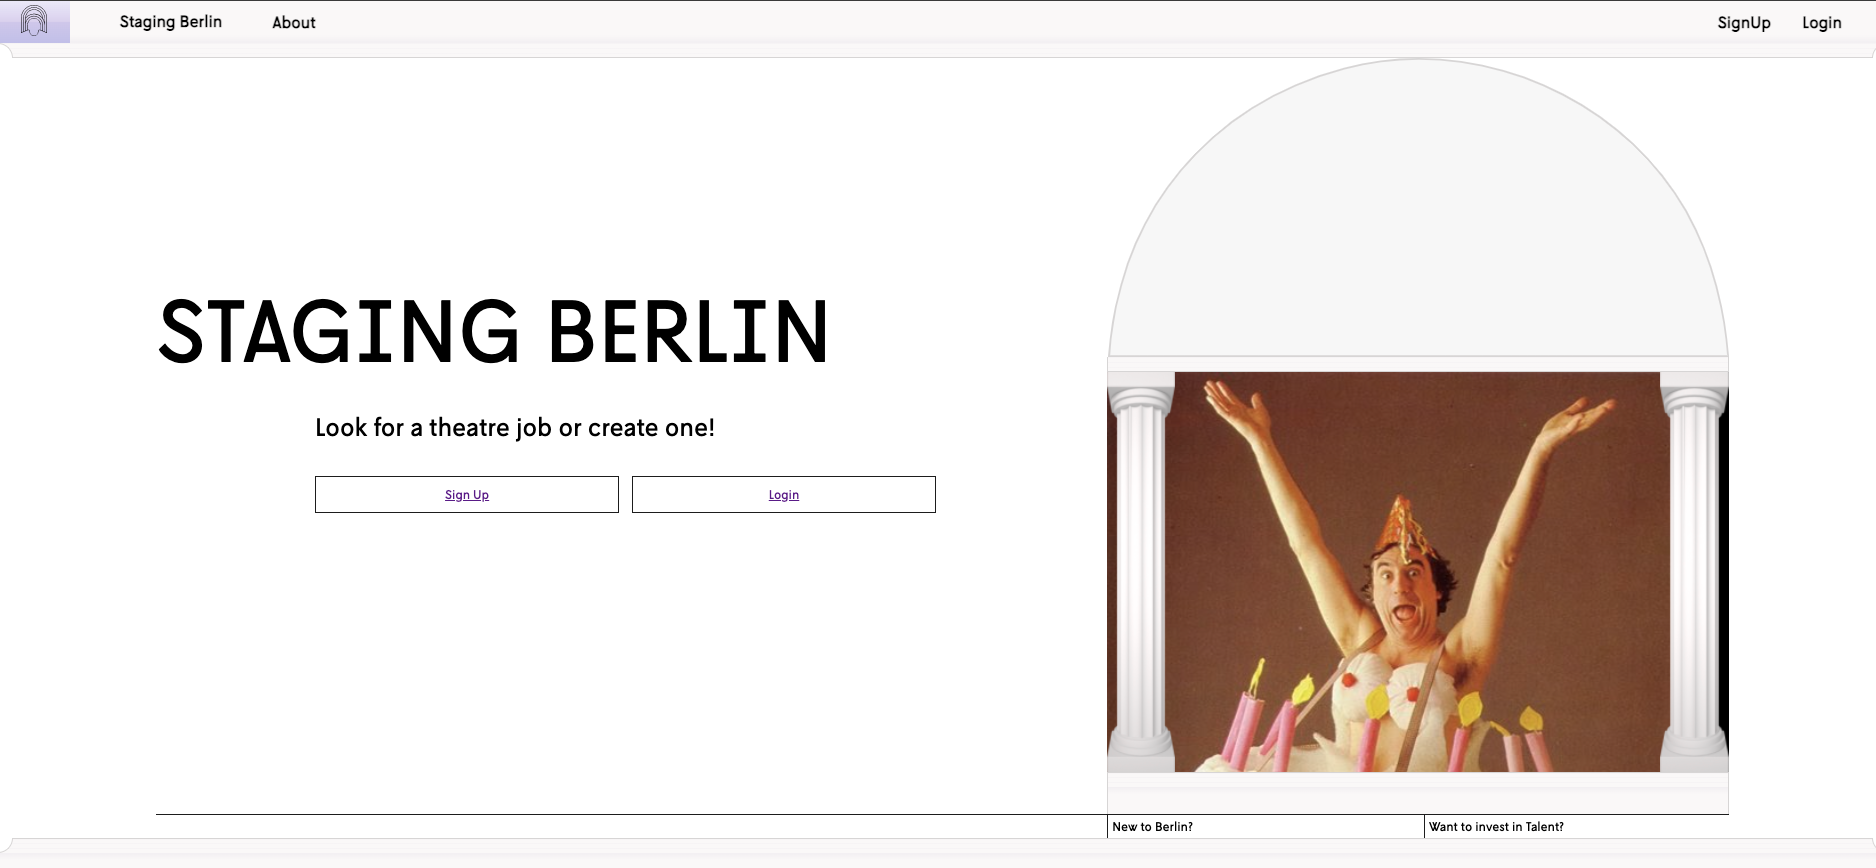 Staging Berlin
About
SignUp
Login
STAGING BERLIN
Look for a theatre job or create one!
Sign Up
Login
New to Berlin?
Want to invest in Talent?